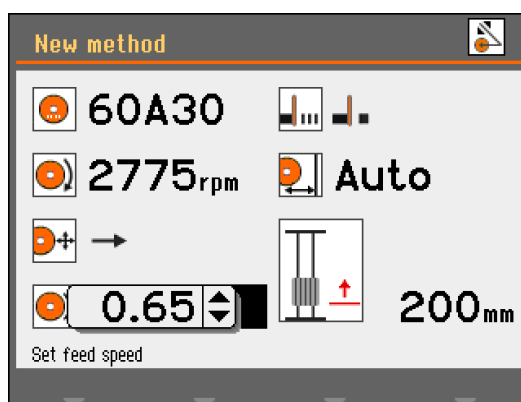 New method
60A30
2775rpm
Auto
0.65
200mm
Set feed speed